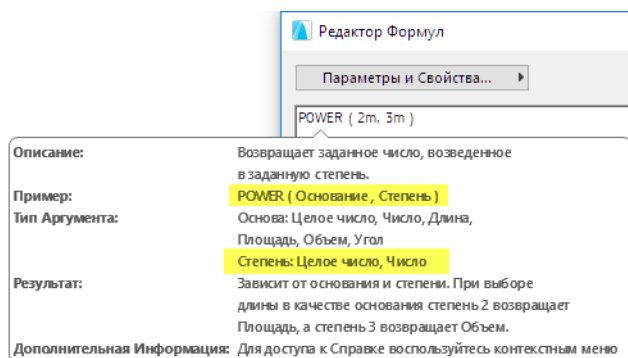 Редактор Формул
Параметры и Свойства...
POWER ( 2m, 3m )
Описание: Возвращает заданное число, возведенное
в заданную степень.
Пример: POWER ( Основание , Степень )
Тип Аргумента: Основа: Целое число, Число, Длина,
Площадь, Объем, Угол
Степень: Целое число, Число
Результат: Зависит от основания и степени. При выборе
длины в качестве основания степень 2 возвращает
Площадь, а степень 3 возвращает Объем.
Дополнительная Информация: Для доступа к Справке воспользуйтесь контекстным меню